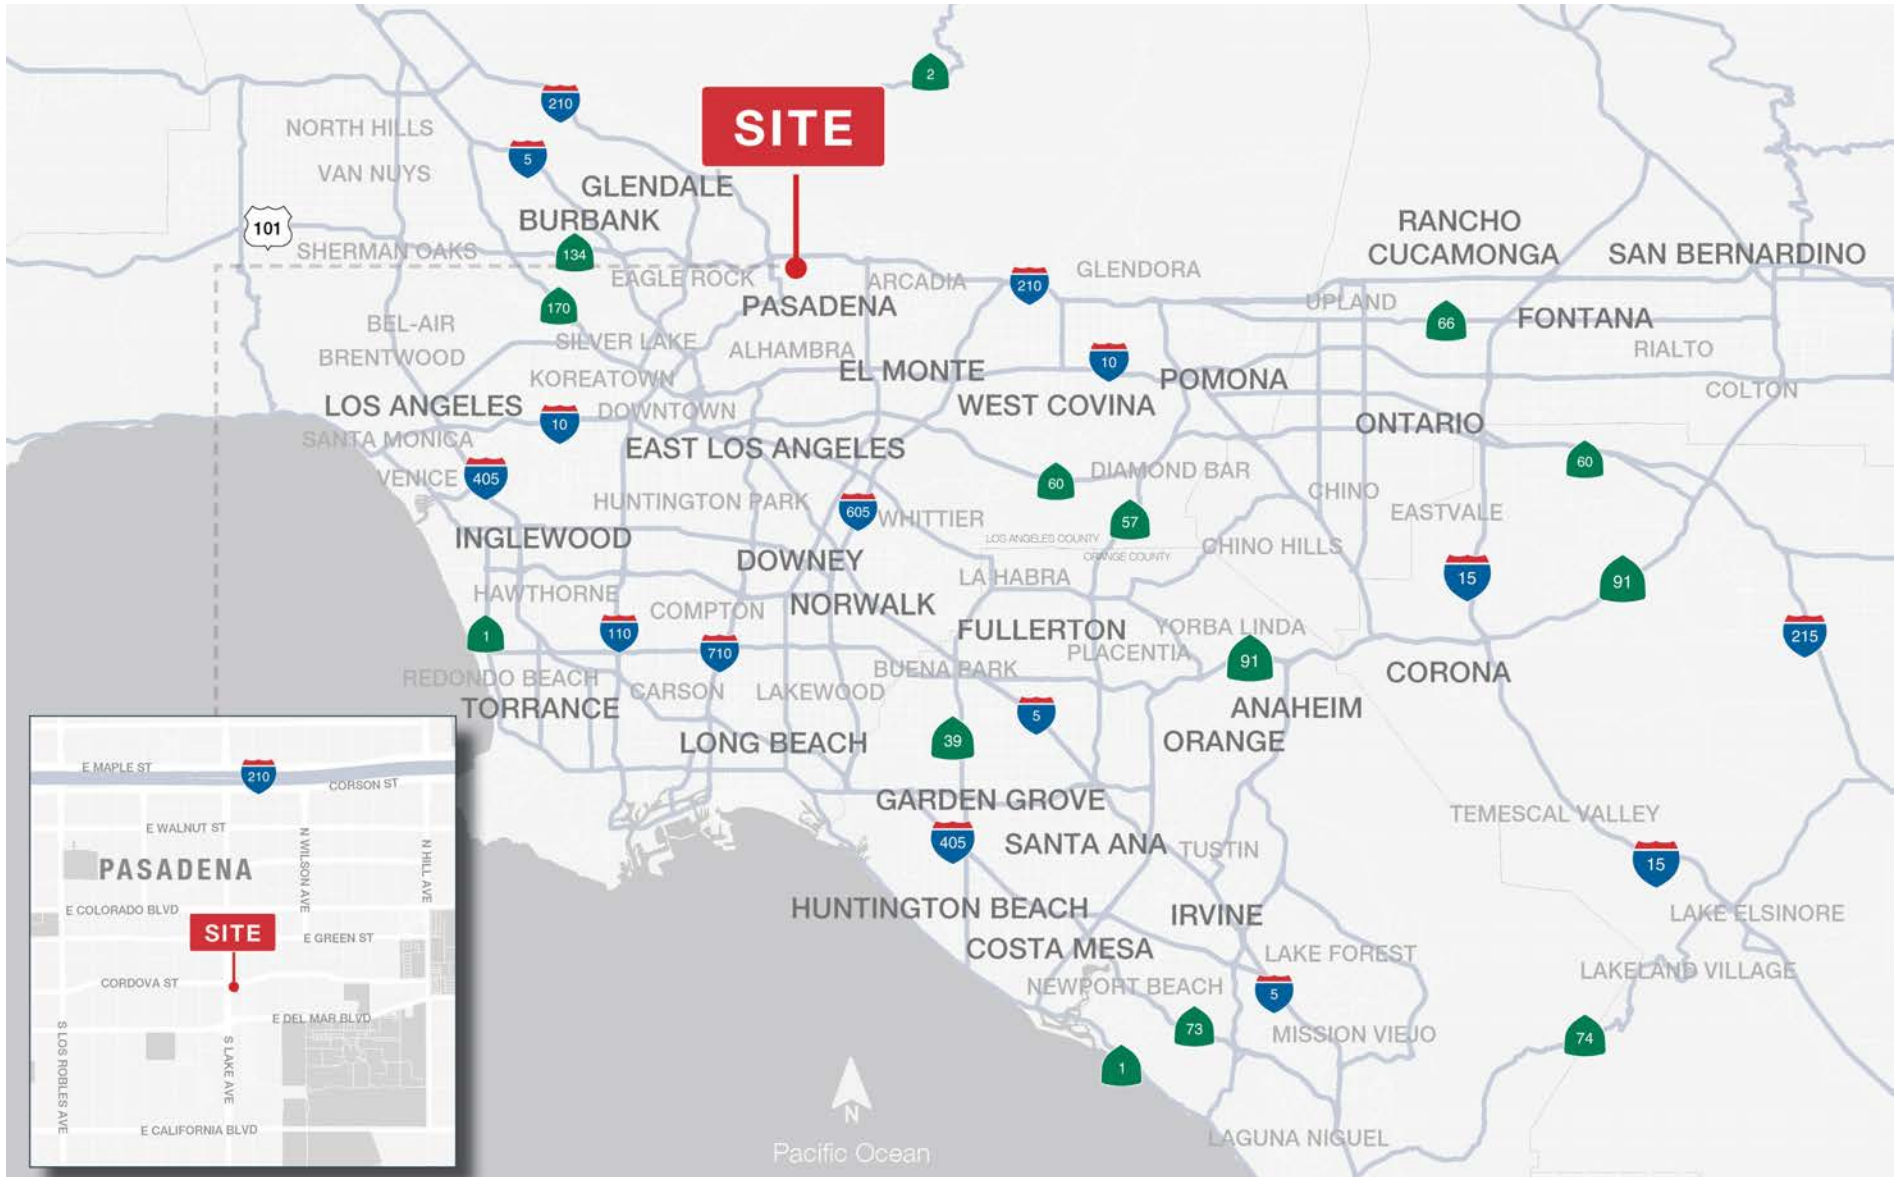 2
210
SITE
NORTH HILLS
5
VAN NUYS
GLENDALE
BURBANK
101
RANCHO
CUCAMONGA
SAN BERNARDINO
SHERMAN OAKS
134
EAGLE ROCK
ARCADIA
210
GLENDORA
PASADENA
170
UPLAND
66
FONTANA
BEL-AIR
SILVER LAKE
ALHAMBRA
BRENTWOOD
RIALTO
10
KOREATOWN
EL MONTE
POMONA
COLTON
LOS ANGELES
10
DOWNTOWN
WEST COVINA
ONTARIO
SANTA MONICA
EAST LOS ANGELES
60
VENICE
405
60
DIAMOND BAR
CHINO
HUNTINGTON PARK
605
WHITTIER
57
EASTVALE
INGLEWOOD
LOS ANGELES COUNTY
ORANGE COUNTY
CHINO HILLS
DOWNEY
LA HABRA
15
91
HAWTHORNE
COMPTON
NORWALK
1
110
710
FULLERTON
YORBA LINDA
PLACENTIA
215
91
REDONDO BEACH
CARSON
LAKEWOOD
BUENA PARK
CORONA
TORRANCE
5
ANAHEIM
LONG BEACH
39
ORANGE
GARDEN GROVE
TEMESCAL VALLEY
405
SANTA ANA
TUSTIN
15
HUNTINGTON BEACH
IRVINE
LAKE ELSINORE
COSTA MESA
LAKE FOREST
LAKELAND VILLAGE
NEWPORT BEACH
5
73
MISSION VIEJO
74
1
N
Pacific Ocean
LAGUNA NIGUEL
E MAPLE ST
210
CORSON ST
E WALNUT ST
N WILSON AVE
N HILL AVE
PASADENA
E COLORADO BLVD
SITE
E GREEN ST
CORDOVA ST
E DEL MAR BLVD
S LOS ROBLES AVE
S LAKE AVE
E CALIFORNIA BLVD